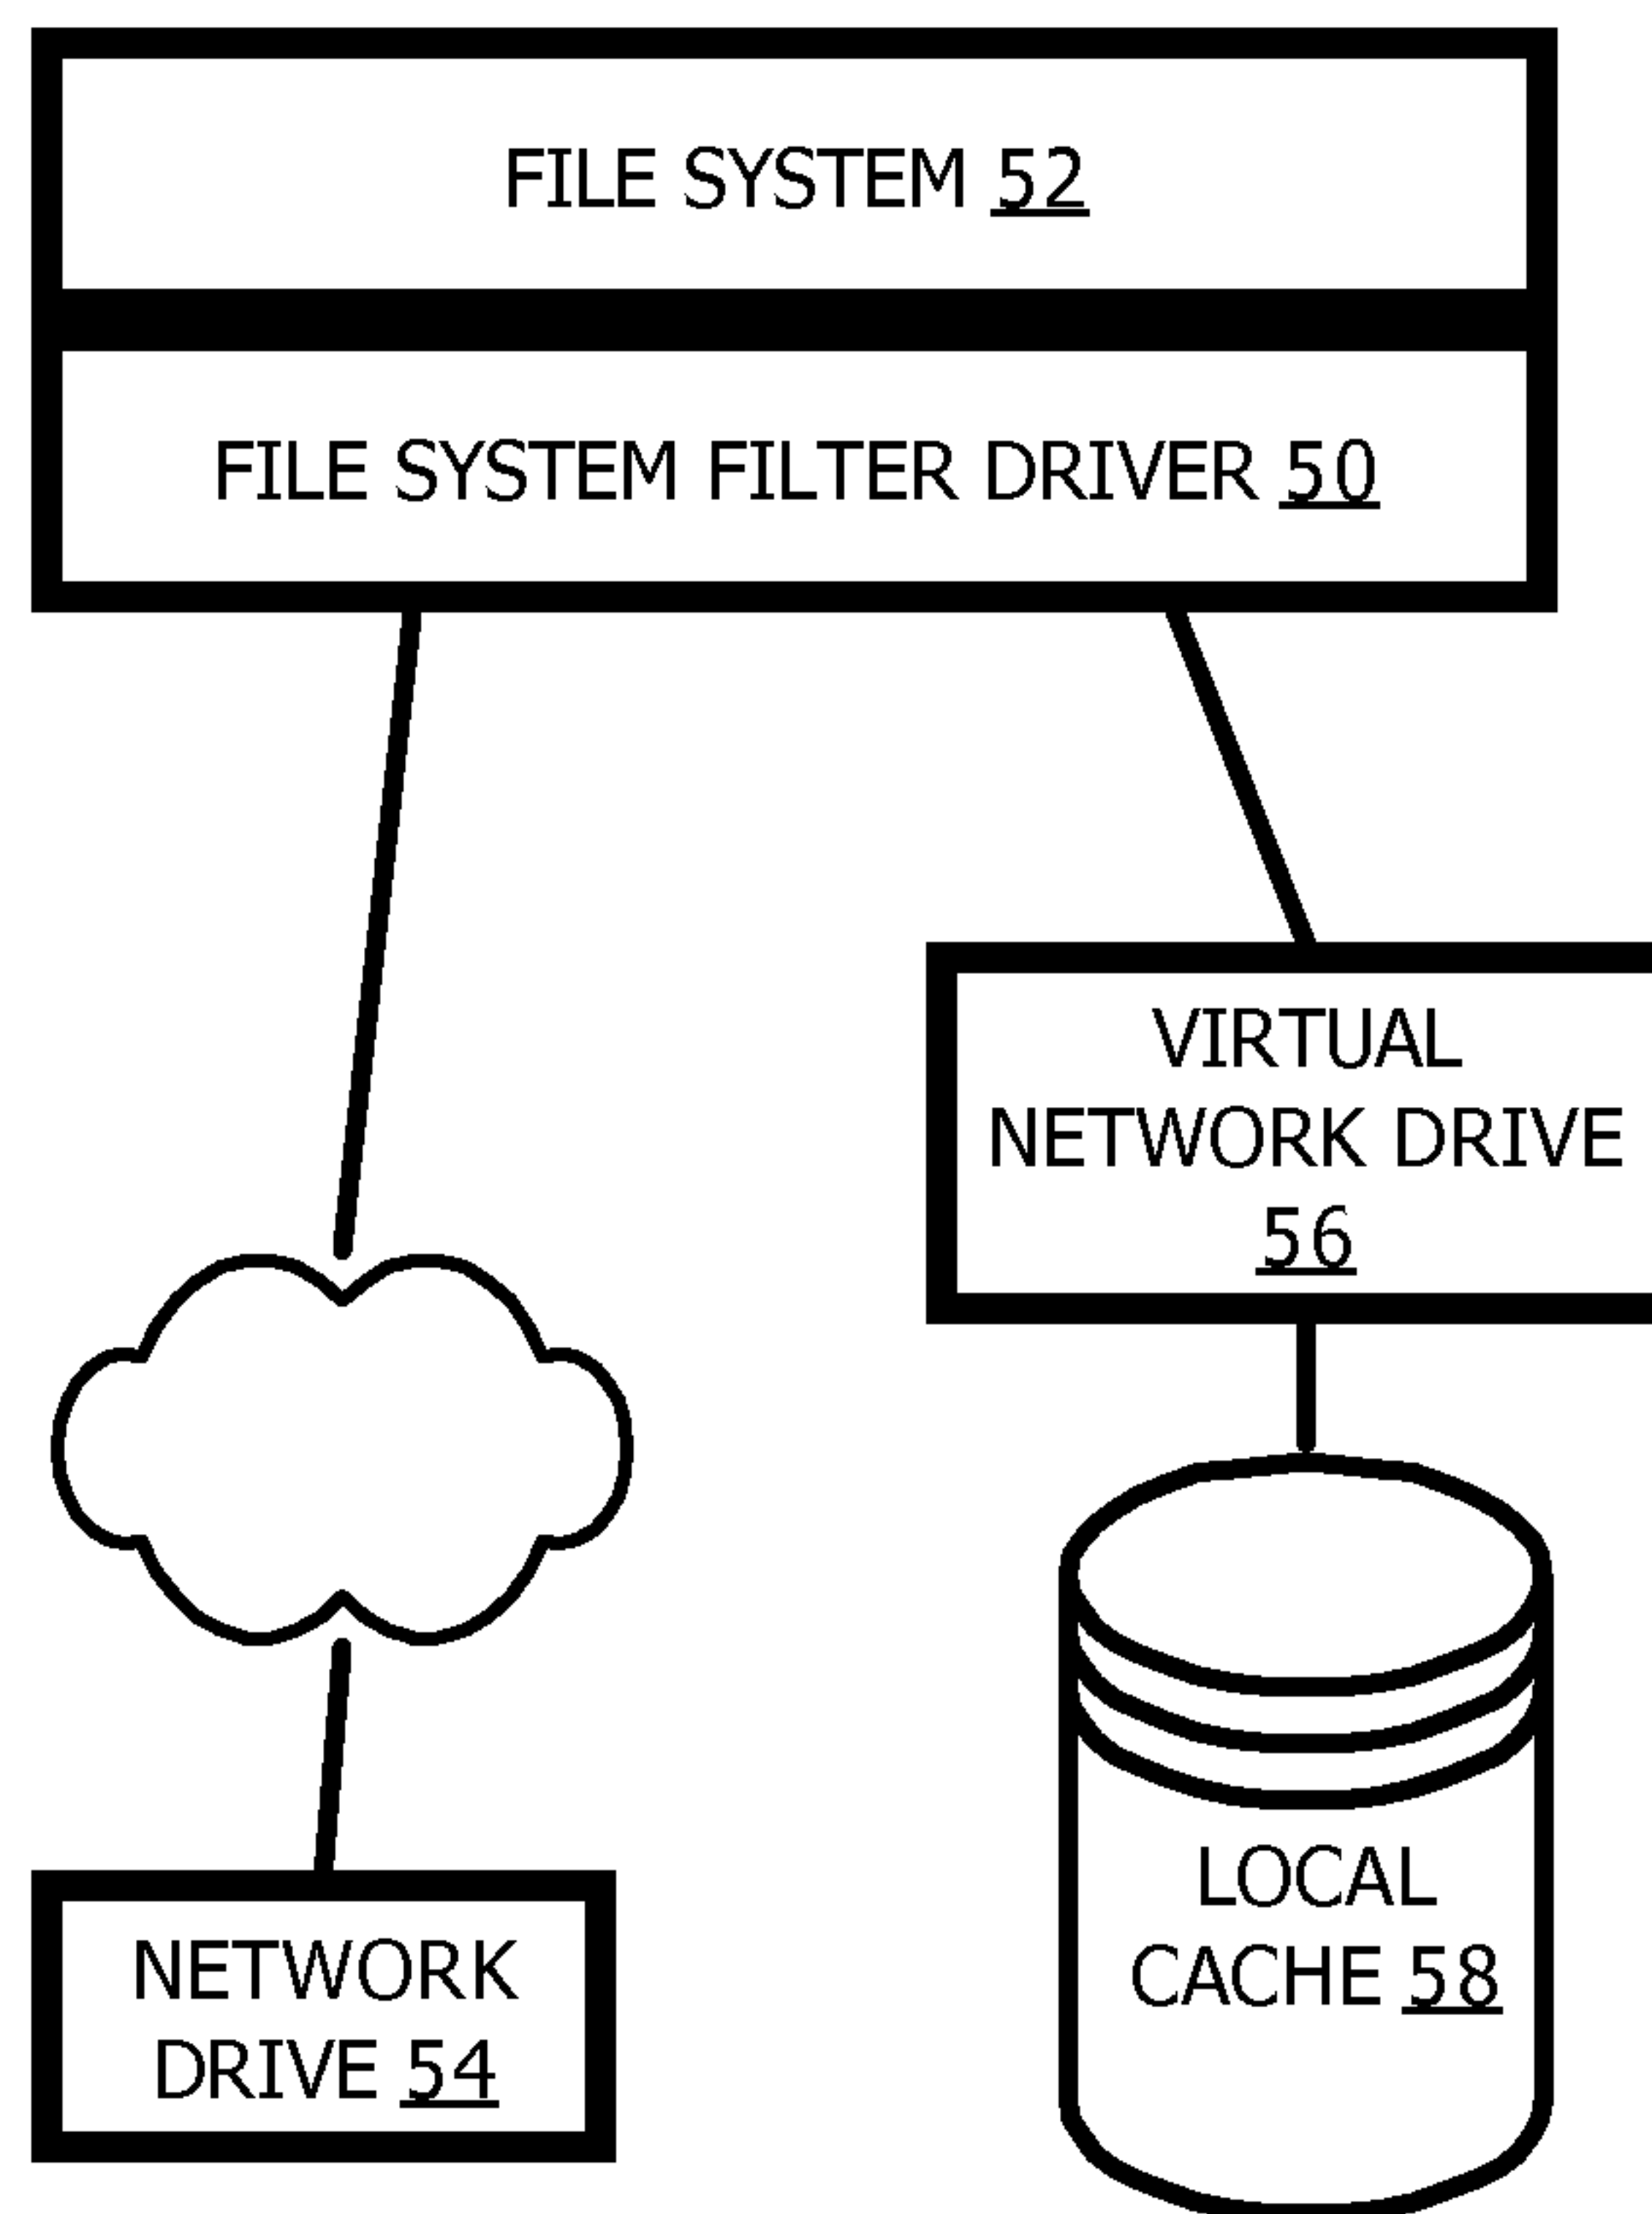 FILE SYSTEM 52
FILE SYSTEM FILTER DRIVER 50
VIRTUAL
NETWORK DRIVE
56
LOCAL
CACHE 58
NETWORK
DRIVE 54